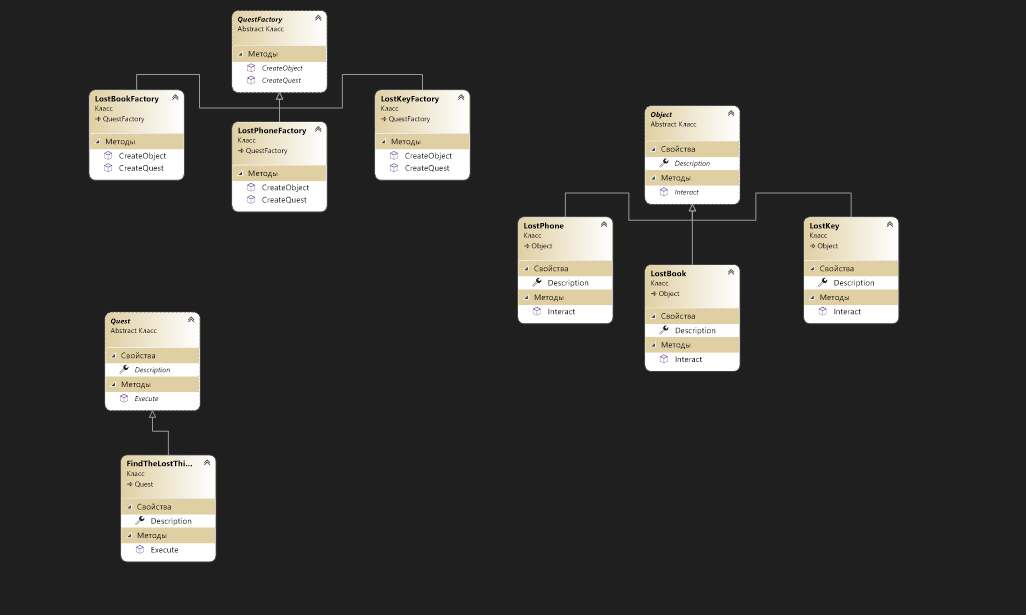 QuestFactory
Abstract Класс
Методы
CreateObject
CreateQuest
LostBookFactory
Класс
QuestFactory
Методы
CreateObject
CreateQuest
LostPhoneFactory
Класс
QuestFactory
Методы
CreateObject
CreateQuest
LostKeyFactory
Класс
QuestFactory
Методы
CreateObject
CreateQuest
Object
Abstract Класс
Свойства
Description
Методы
Interact
LostPhone
Класс
Object
Свойства
Description
Методы
Interact
LostBook
Класс
Object
Свойства
Description
Методы
Interact
LostKey
Класс
Object
Свойства
Description
Методы
Interact
Quest
Abstract Класс
Свойства
Description
Методы
Execute
FindTheLostThi...
Класс
Quest
Свойства
Description
Методы
Execute